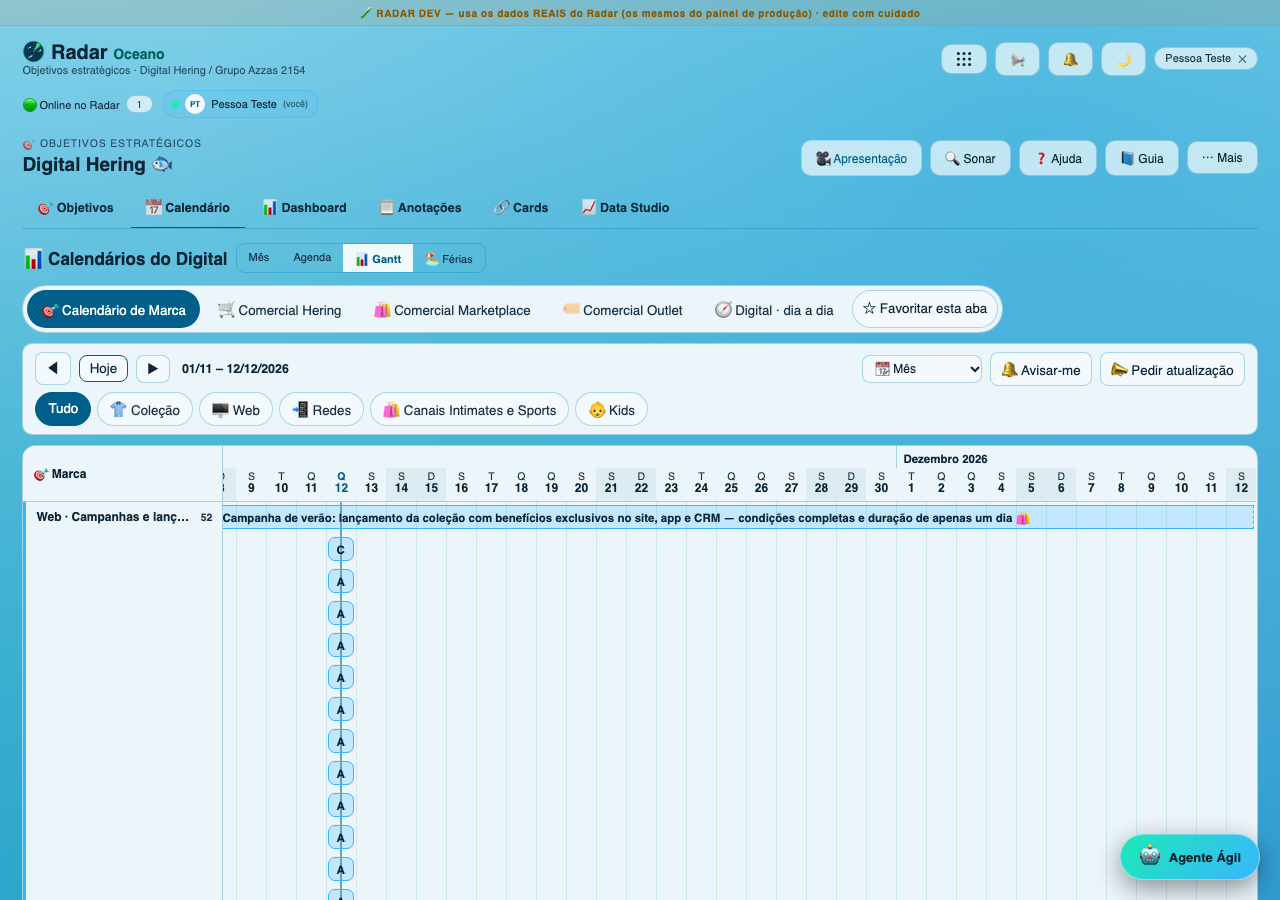 RADAR DEV — usa os dados REAIS do Radar (os mesmos do painel de produção) · edite com cuidado
Radar Oceano
Objetivos estratégicos · Digital Hering / Grupo Azzas 2154
Pessoa Teste ×
Online no Radar 1 PT Pessoa Teste (você)
OBJETIVOS ESTRATÉGICOS
Digital Hering
Apresentação Sonar Ajuda Guia ··· Mais
Objetivos Calendário Dashboard Anotações Cards Data Studio
Calendários do Digital Mês Agenda Gantt Férias
Calendário de Marca Comercial Hering Comercial Marketplace Comercial Outlet Digital · dia a dia ☆ Favoritar esta aba
◀ Hoje ▶ 01/11 – 12/12/2026 Mês Avisar-me Pedir atualização
Tudo Coleção Web Redes Canais Intimates e Sports Kids
Marca
Dezembro 2026
S T Q Q S S D S T Q Q S S D S T Q Q S S D S T Q Q S S D S T Q Q S S
9 10 11 12 13 14 15 16 17 18 19 20 21 22 23 24 25 26 27 28 29 30 1 2 3 4 5 6 7 8 9 10 11 12
Web · Campanhas e lanç... 52
Campanha de verão: lançamento da coleção com benefícios exclusivos no site, app e CRM — condições completas e duração de apenas um dia
C
A
A
A
A
A
A
A
A
A
A
Agente Ágil